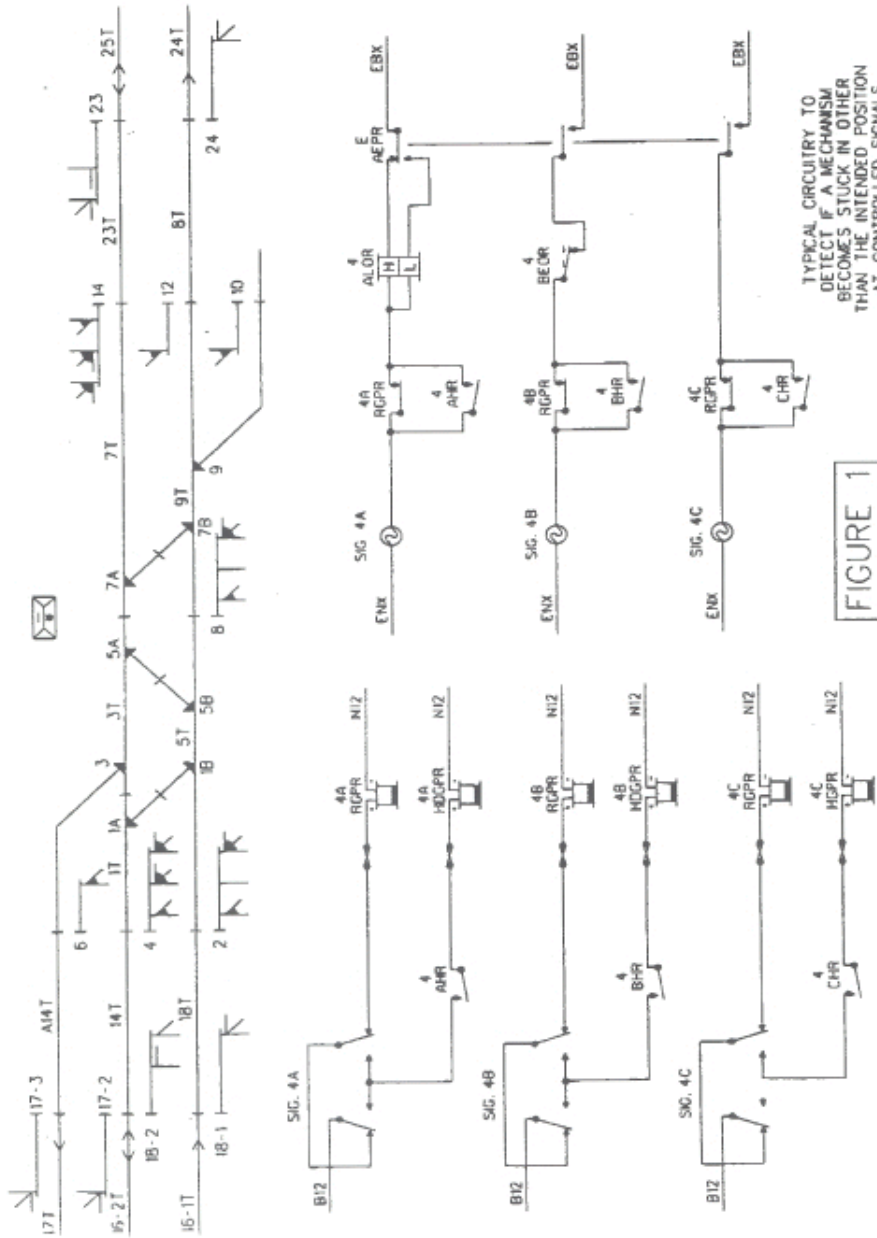 17-3
17T
A14T
6
3
5A
7A
7T
14
23T
23
25T
17-2
16-2T
14T
1T
1A
3T
18-2
4
16-1T
18T
1B
5T
5B
7B
9T
9
12
8T
24T
18-1
2
8
10
24
SIG. 4A
B12
4A
RGPR
N12
4
AHR
4A
HDGPR
N12
SIG. 4B
B12
4B
RGPR
N12
4
BHR
4B
HDGPR
N12
SIG. 4C
B12
4C
RGPR
N12
4
CHR
4C
HGPR
N12
ENX
SIG. 4A
4A
RGPR
4
AHR
4
ALOR
H
L
E
AEPR
EBX
ENX
SIG. 4B
4B
RGPR
4
BHR
4
BEOR
EBX
ENX
SIG. 4C
4C
RGPR
4
CHR
EBX
TYPICAL CIRCUITRY TO
DETECT IF A MECHANISM
BECOMES STUCK IN OTHER
THAN THE INTENDED POSITION
AT CONTROLLED SIGNALS
FIGURE 1